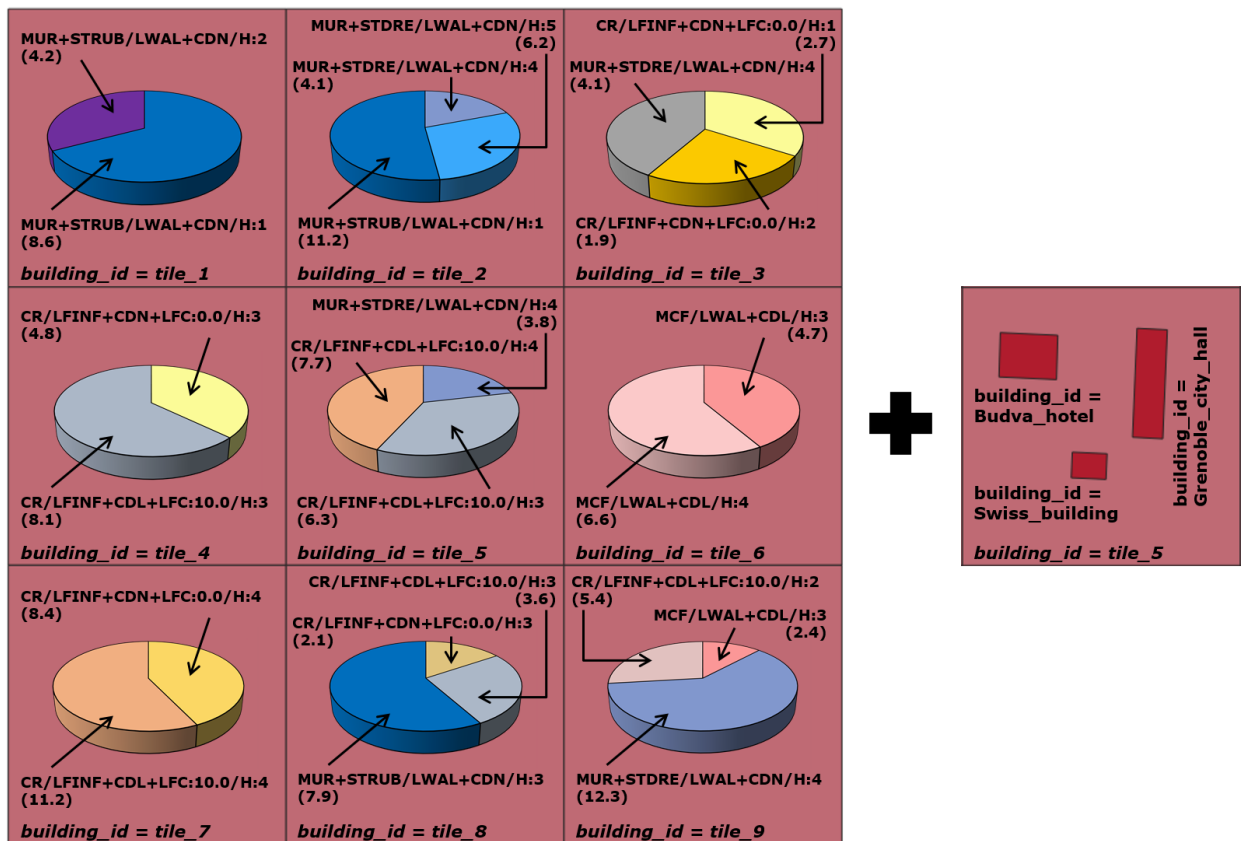 MUR+STRUB/LWAL+CDN/H:2
(4.2)
MUR+STRUB/LWAL+CDN/H:1
(8.6)
building_id = tile_1
MUR+STDRE/LWAL+CDN/H:5
(6.2)
MUR+STDRE/LWAL+CDN/H:4
(4.1)
MUR+STRUB/LWAL+CDN/H:1
(11.2)
building_id = tile_2
CR/LFINF+CDN+LFC:0.0/H:1
(2.7)
MUR+STDRE/LWAL+CDN/H:4
(4.1)
CR/LFINF+CDN+LFC:0.0/H:2
(1.9)
building_id = tile_3
CR/LFINF+CDN+LFC:0.0/H:3
(4.8)
CR/LFINF+CDL+LFC:10.0/H:3
(8.1)
building_id = tile_4
MUR+STDRE/LWAL+CDN/H:4
(3.8)
CR/LFINF+CDL+LFC:10.0/H:4
(7.7)
CR/LFINF+CDL+LFC:10.0/H:3
(6.3)
building_id = tile_5
MCF/LWAL+CDL/H:3
(4.7)
MCF/LWAL+CDL/H:4
(6.6)
building_id = tile_6
CR/LFINF+CDN+LFC:0.0/H:4
(8.4)
CR/LFINF+CDL+LFC:10.0/H:4
(11.2)
building_id = tile_7
CR/LFINF+CDL+LFC:10.0/H:3
(3.6)
CR/LFINF+CDN+LFC:0.0/H:3
(2.1)
MUR+STRUB/LWAL+CDN/H:3
(7.9)
building_id = tile_8
CR/LFINF+CDL+LFC:10.0/H:2
(5.4)
MCF/LWAL+CDL/H:3
(2.4)
MUR+STDRE/LWAL+CDN/H:4
(12.3)
building_id = tile_9
building_id =
Budva_hotel
building_id =
Grenoble_city_hall
building_id =
Swiss_building
building_id = tile_5